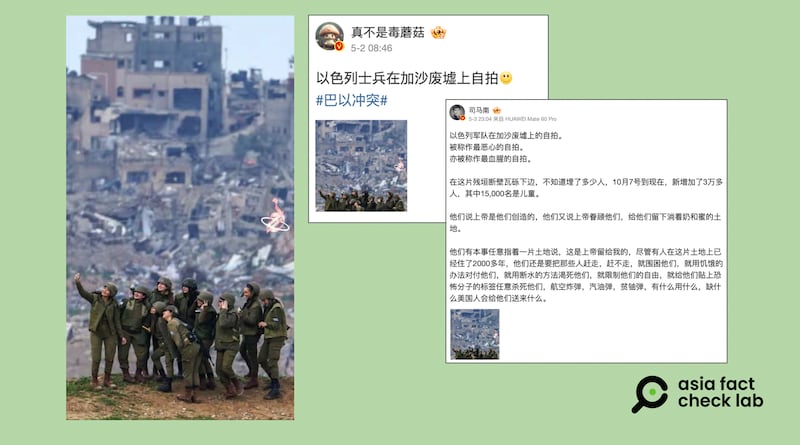 真不是毒蘑菇
5-2 08:46
以色列士兵在加沙废墟上自拍
#巴以冲突#
司马南
5-3 23:04 来自 HUAWEI Mate 60 Pro
以色列军队在加沙废墟上的自拍。
被称作最恶心的自拍。
亦被称作最血腥的自拍。
在这片残垣断壁瓦砾下边，不知道埋了多少人，10月7号到现在，新增加了3万多
人，其中15,000名是儿童。
他们说上帝是他们创造的，他们又说上帝眷顾他们，给他们留下淌着奶和蜜的土
地。
他们有本事任意指着一片土地说，这是上帝留给我的，尽管有人在这片土地上已
经住了2000多年，他们还是要把那些人赶走，赶不走，就围困他们，就用饥饿的
办法对付他们，就用断水的方法渴死他们，就限制他们的自由，就给他们贴上恐
怖分子的标签任意杀死他们，航空炸弹，汽油弹，贫铀弹，有什么用什么，缺什
么美国人会给他们送来什么。
asia fact
check lab